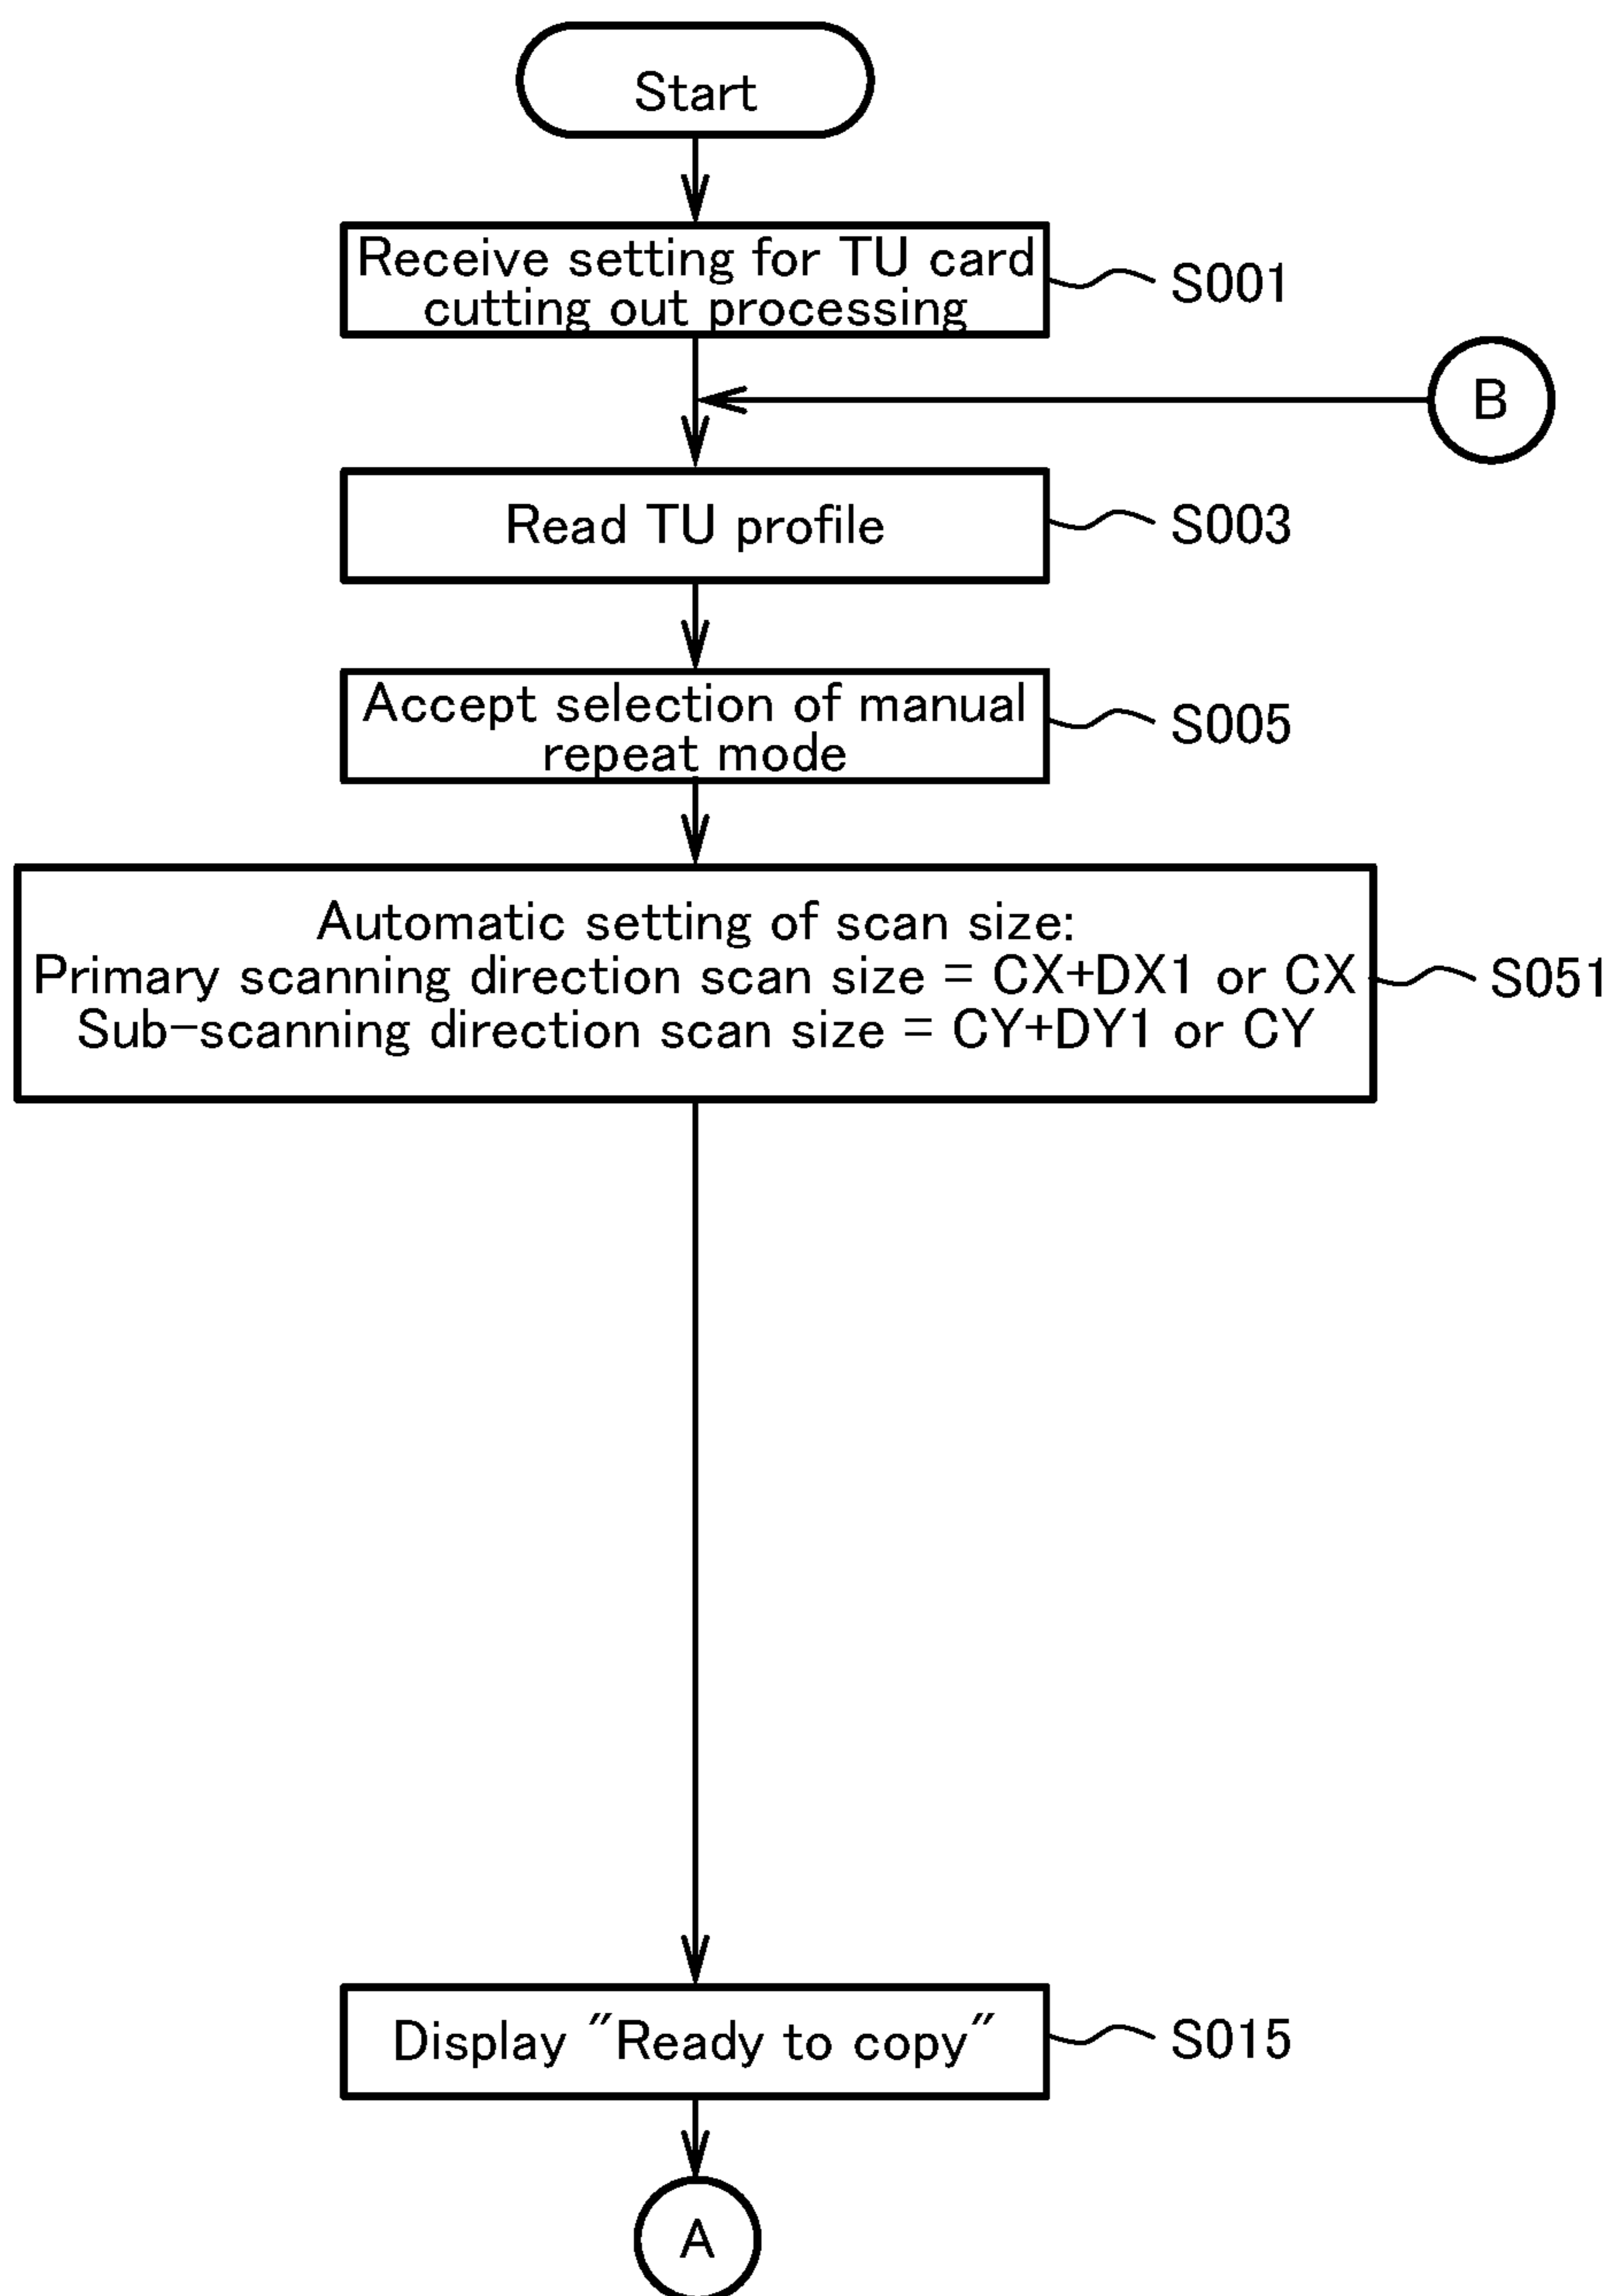 Start
Receive setting for TU card
cutting out processing
S001
B
Read TU profile
S003
Accept selection of manual
repeat mode
S005
Automatic setting of scan size:
Primary scanning direction scan size = CX+DX1 or CX
Sub-scanning direction scan size = CY+DY1 or CY
S051
Display "Ready to copy"
S015
A